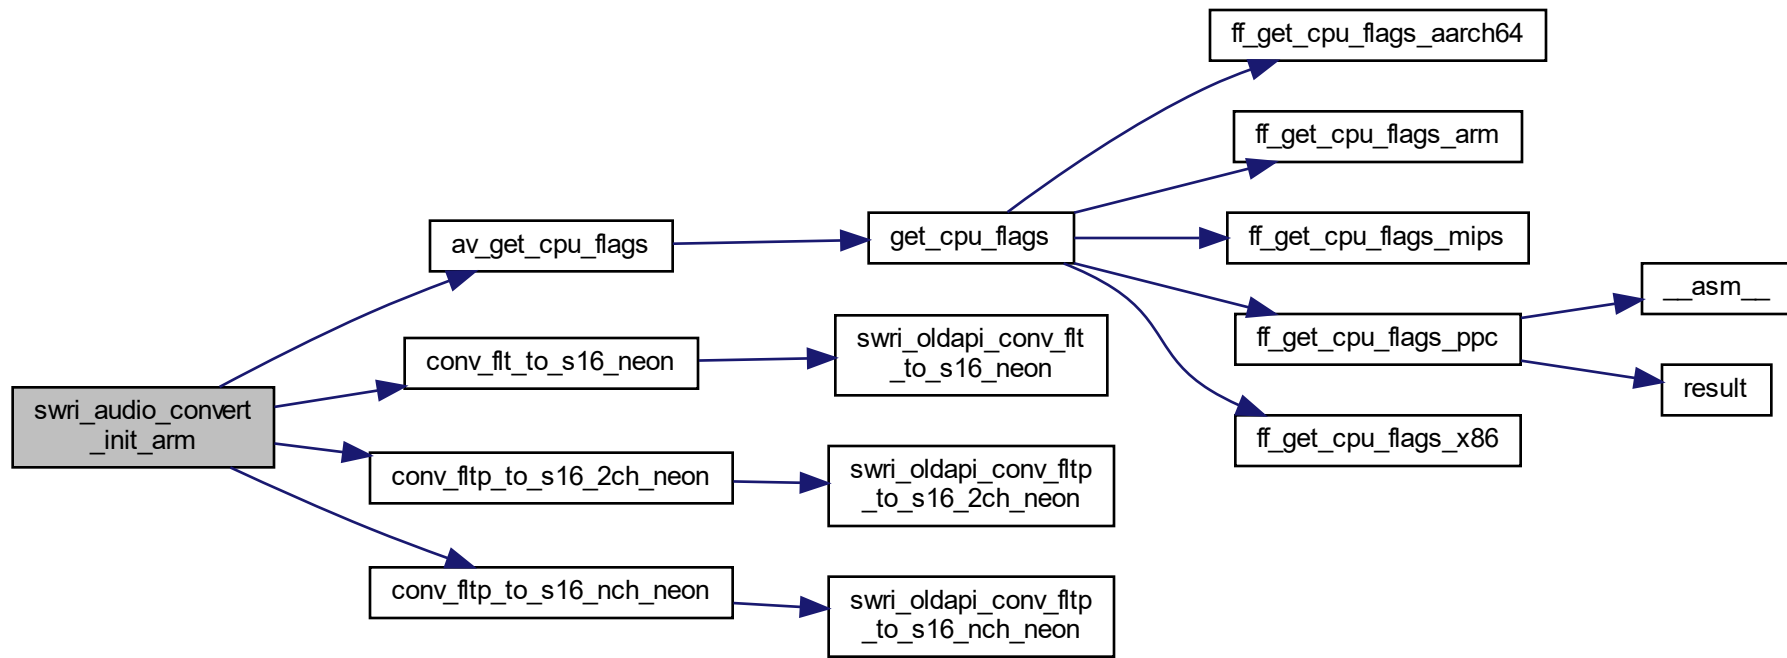 swri_audio_convert
_init_arm
av_get_cpu_flags
get_cpu_flags
ff_get_cpu_flags_aarch64
ff_get_cpu_flags_arm
ff_get_cpu_flags_mips
ff_get_cpu_flags_ppc
__asm__
result
ff_get_cpu_flags_x86
conv_flt_to_s16_neon
swri_oldapi_conv_flt
_to_s16_neon
conv_fltp_to_s16_2ch_neon
swri_oldapi_conv_fltp
_to_s16_2ch_neon
conv_fltp_to_s16_nch_neon
swri_oldapi_conv_fltp
_to_s16_nch_neon